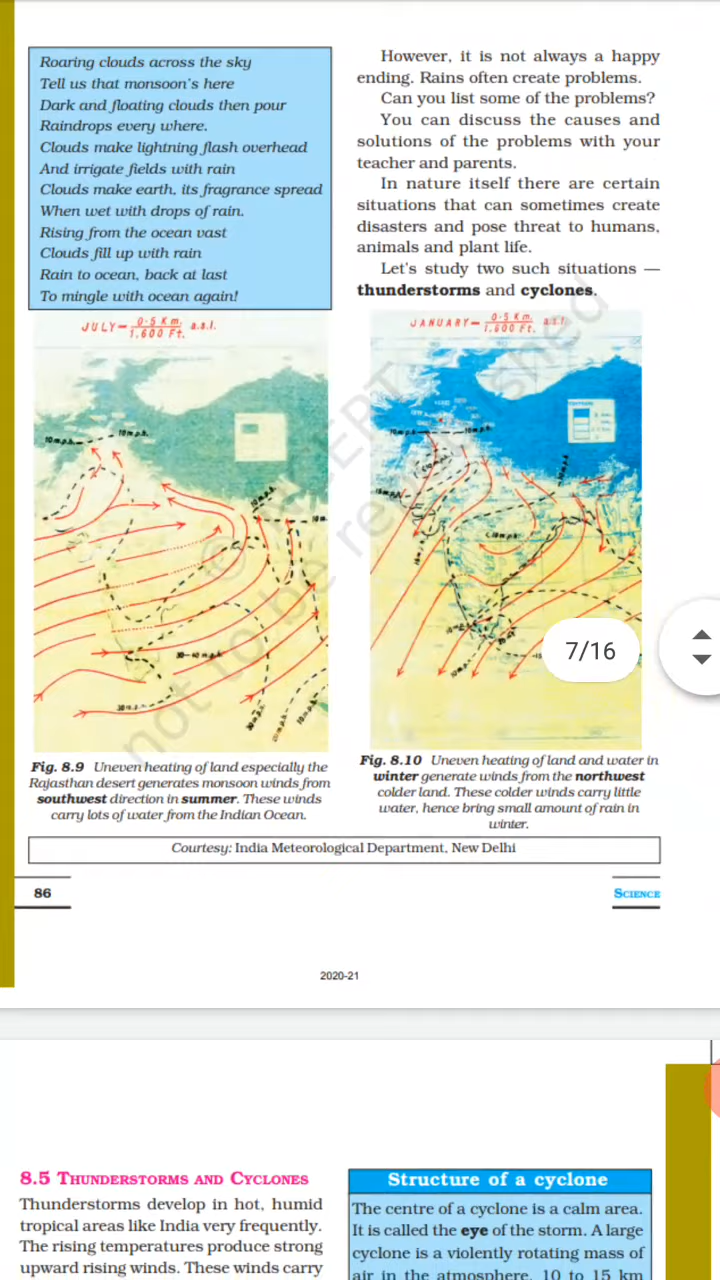 Roaring clouds across the sky
Tell us that monsoon's here
Dark and floating clouds then pour
Raindrops every where.
Clouds make lightning flash overhead
And irrigate fields with rain
Clouds make earth, its fragrance spread
When wet with drops of rain.
Rising from the ocean vast
Clouds fill up with rain
Rain to ocean, back at last
To mingle with ocean again!
However, it is not always a happy
ending. Rains often create problems.
Can you list some of the problems?
You can discuss the causes and
solutions of the problems with your
teacher and parents.
In nature itself there are certain
situations that can sometimes create
disasters and pose threat to humans,
animals and plant life.
Let's study two such situations —
thunderstorms and cyclones.
JULY— 0·5 Km. a.s.l.
1,600 Ft.
10 m.p.h.
10 m.p.h.
30—40 m.p.h.
30 m.p.h.
10 m.p.h.
JANUARY— 0·5 Km. a.s.l.
1,600 Ft.
10 m.p.h.
10 m.p.h.
7/16
© NCERT
not to be republished
Fig. 8.9 Uneven heating of land especially the
Rajasthan desert generates monsoon winds from
southwest direction in summer. These winds
carry lots of water from the Indian Ocean.
Fig. 8.10 Uneven heating of land and water in
winter generate winds from the northwest
colder land. These colder winds carry little
water, hence bring small amount of rain in
winter.
Courtesy: India Meteorological Department, New Delhi
86
SCIENCE
2020-21
8.5 THUNDERSTORMS AND CYCLONES
Thunderstorms develop in hot, humid
tropical areas like India very frequently.
The rising temperatures produce strong
upward rising winds. These winds carry
Structure of a cyclone
The centre of a cyclone is a calm area.
It is called the eye of the storm. A large
cyclone is a violently rotating mass of
air in the atmosphere, 10 to 15 km